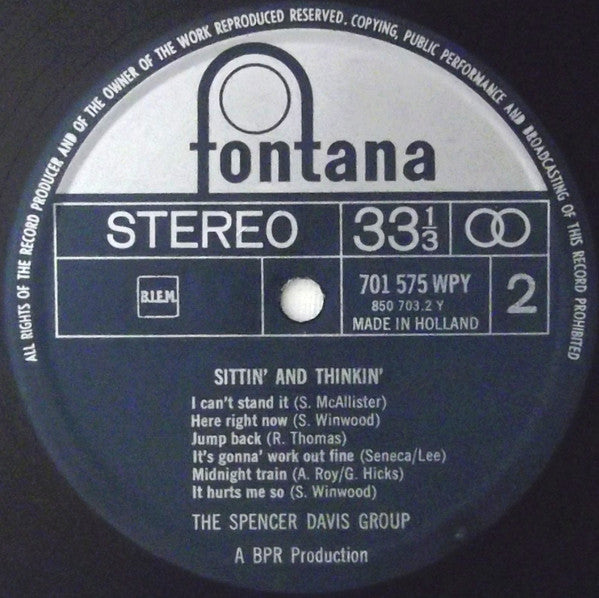 ALL RIGHTS OF THE RECORD PRODUCER AND OF THE OWNER OF THE WORK REPRODUCED RESERVED. COPYING, PUBLIC PERFORMANCE AND BROADCASTING OF THIS RECORD PROHIBITED
fontana
STEREO 33 1/3
B.I.E.M. 701 575 WPY 2
850 703.2 Y
MADE IN HOLLAND
SITTIN' AND THINKIN'
I can't stand it (S. McAllister)
Here right now (S. Winwood)
Jump back (R. Thomas)
It's gonna' work out fine (Seneca/Lee)
Midnight train (A. Roy/G. Hicks)
It hurts me so (S. Winwood)
THE SPENCER DAVIS GROUP
A BPR Production